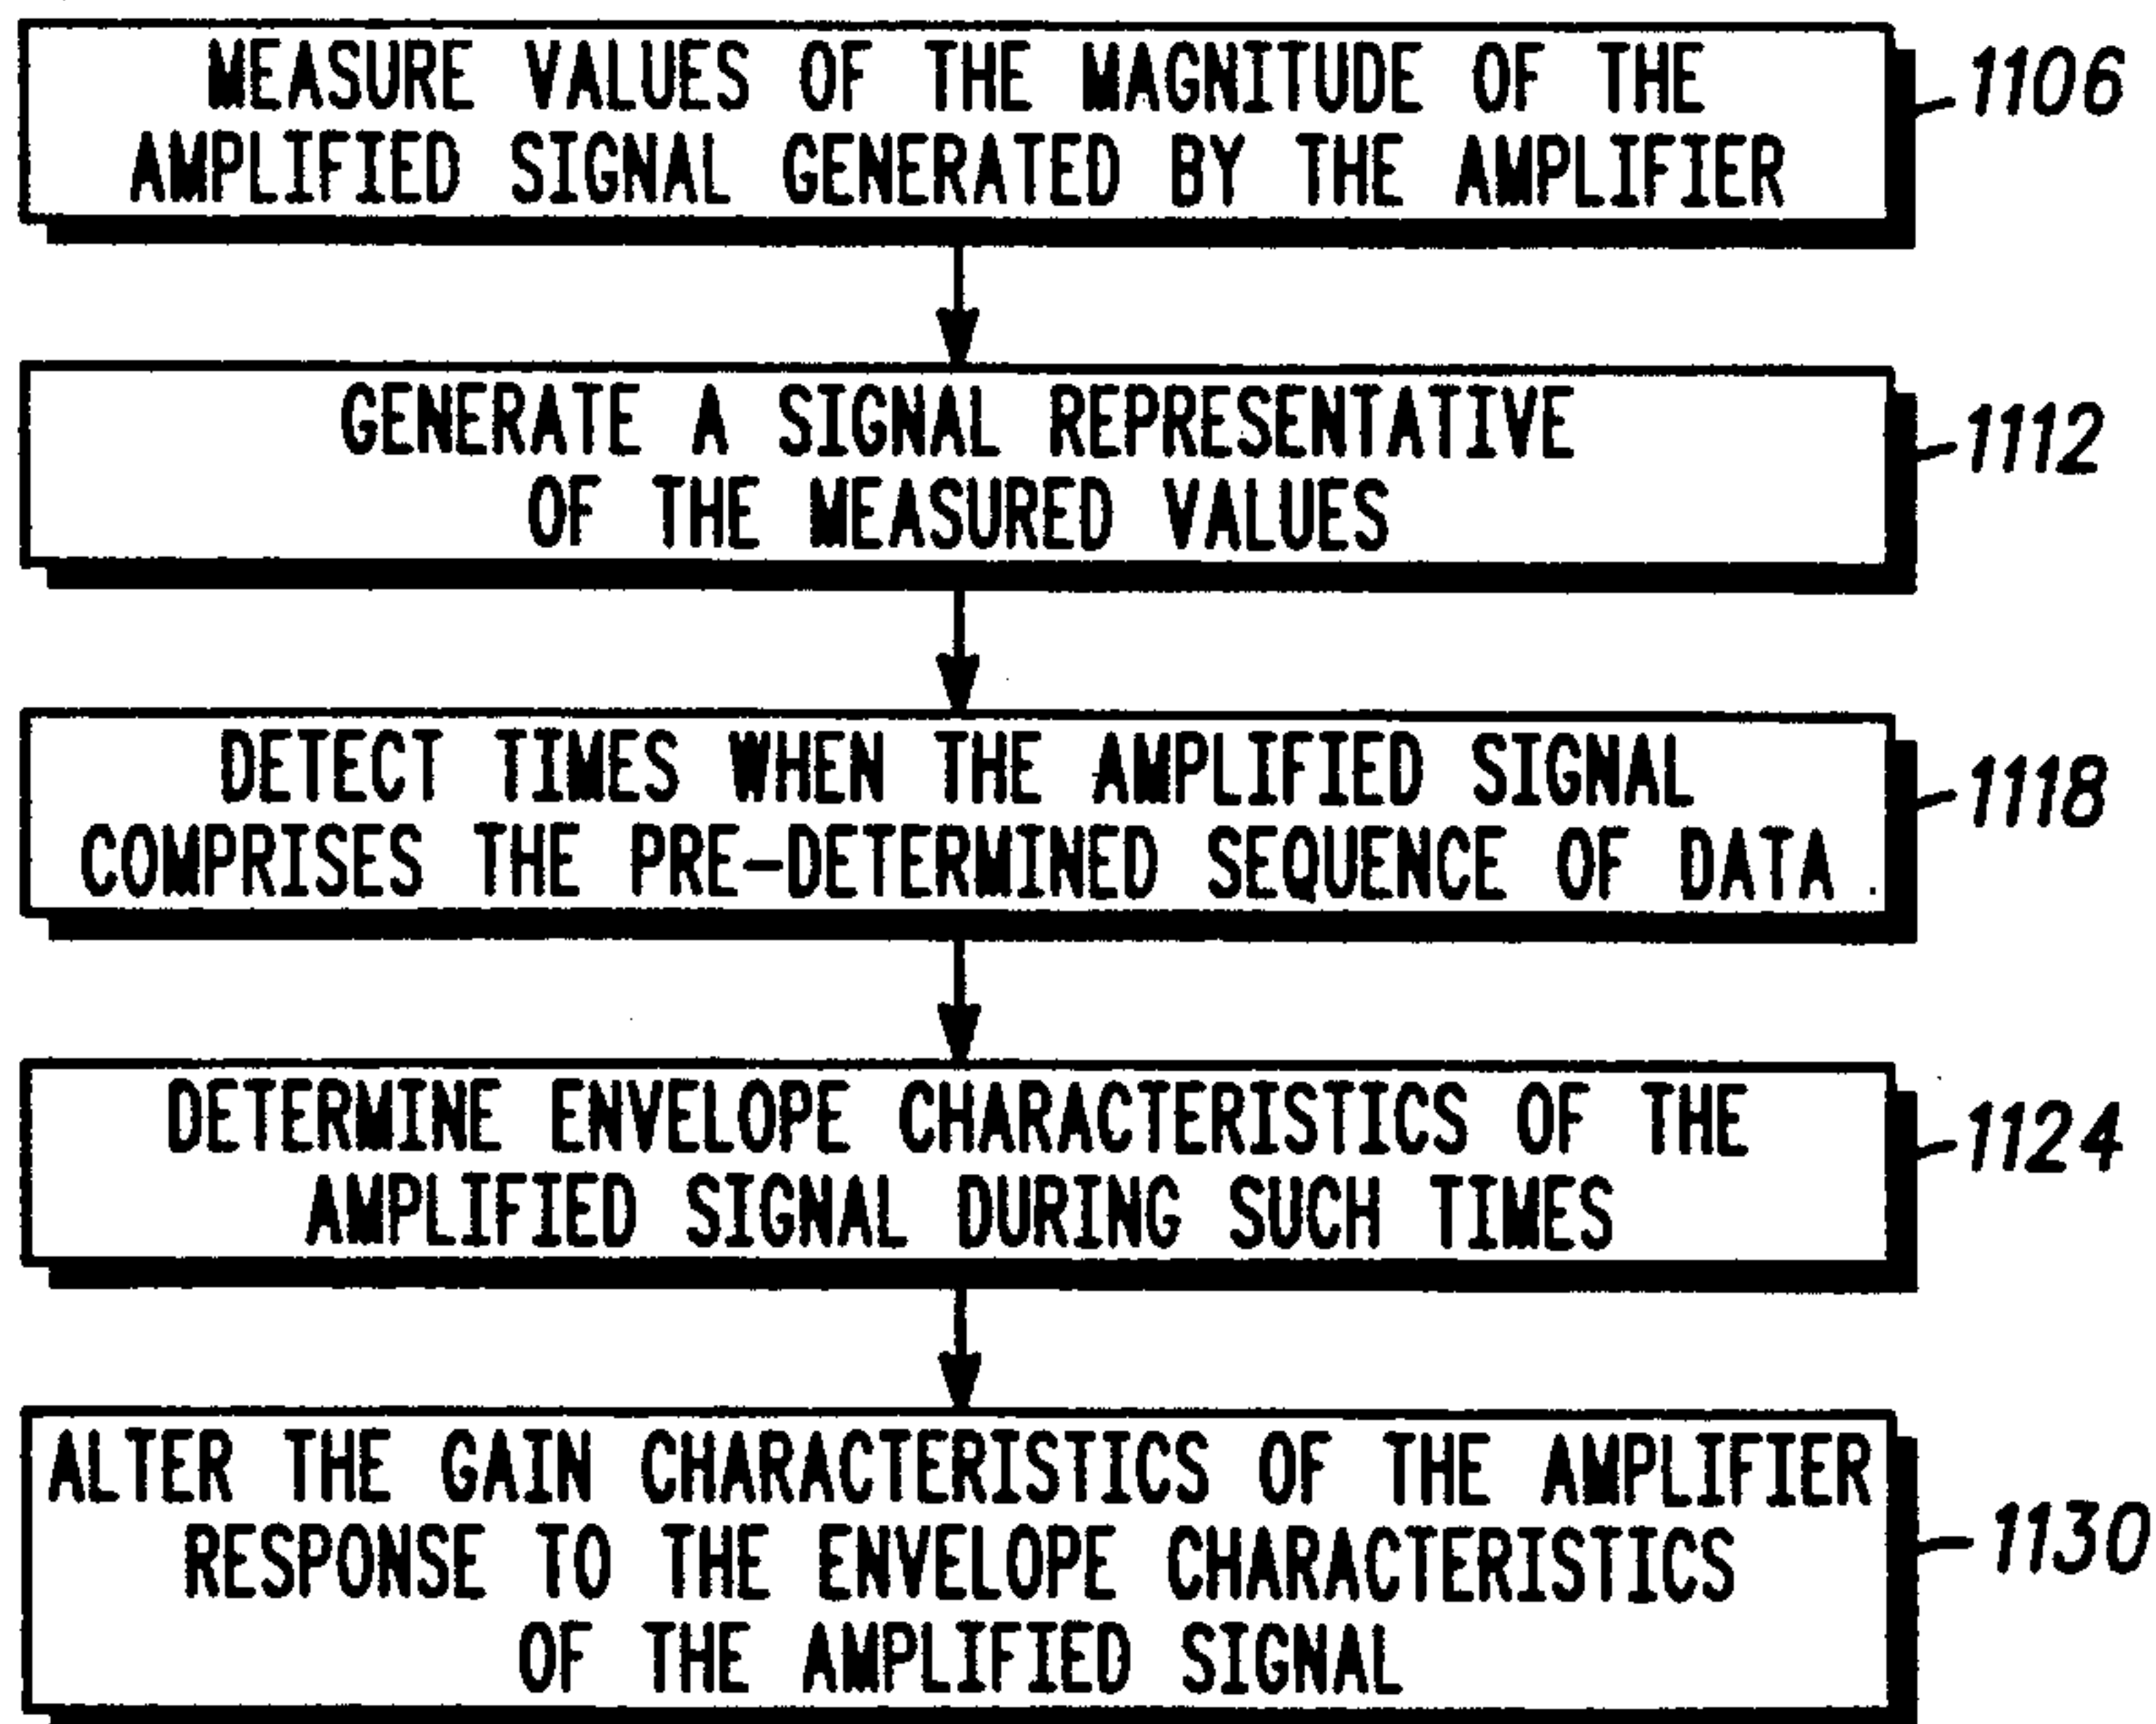 MEASURE VALUES OF THE MAGNITUDE OF THE
AMPLIFIED SIGNAL GENERATED BY THE AMPLIFIER
1106
GENERATE A SIGNAL REPRESENTATIVE
OF THE MEASURED VALUES
1112
DETECT TIMES WHEN THE AMPLIFIED SIGNAL
COMPRISES THE PRE-DETERMINED SEQUENCE OF DATA .
1118
DETERMINE ENVELOPE CHARACTERISTICS OF THE
AMPLIFIED SIGNAL DURING SUCH TIMES
1124
ALTER THE GAIN CHARACTERISTICS OF THE AMPLIFIER
RESPONSE TO THE ENVELOPE CHARACTERISTICS
OF THE AMPLIFIED SIGNAL
1130